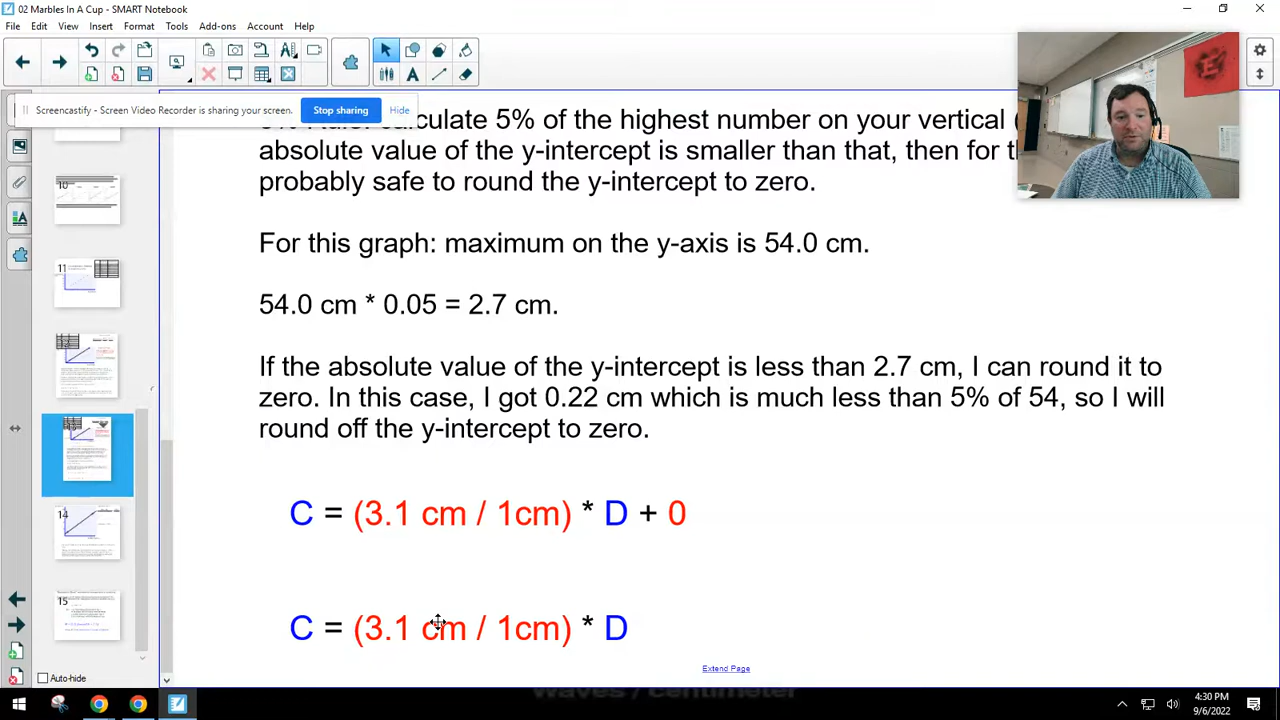 02 Marbles In A Cup - SMART Notebook
File Edit View Insert Format Tools Add-ons Account Help
Screencastify - Screen Video Recorder is sharing your screen. Stop sharing Hide
calculate 5% of the highest number on your vertical
absolute value of the y-intercept is smaller than that, then for
probably safe to round the y-intercept to zero.
For this graph: maximum on the y-axis is 54.0 cm.
54.0 cm * 0.05 = 2.7 cm.
If the absolute value of the y-intercept is less than 2.7 cm, I can round it to
zero. In this case, I got 0.22 cm which is much less than 5% of 54, so I will
round off the y-intercept to zero.
C = (3.1 cm / 1cm) * D + 0
C = (3.1 cm / 1cm) * D
Extend Page
10
11
14
15
Auto-hide
Waves / Centimeter
4:30 PM
9/6/2022